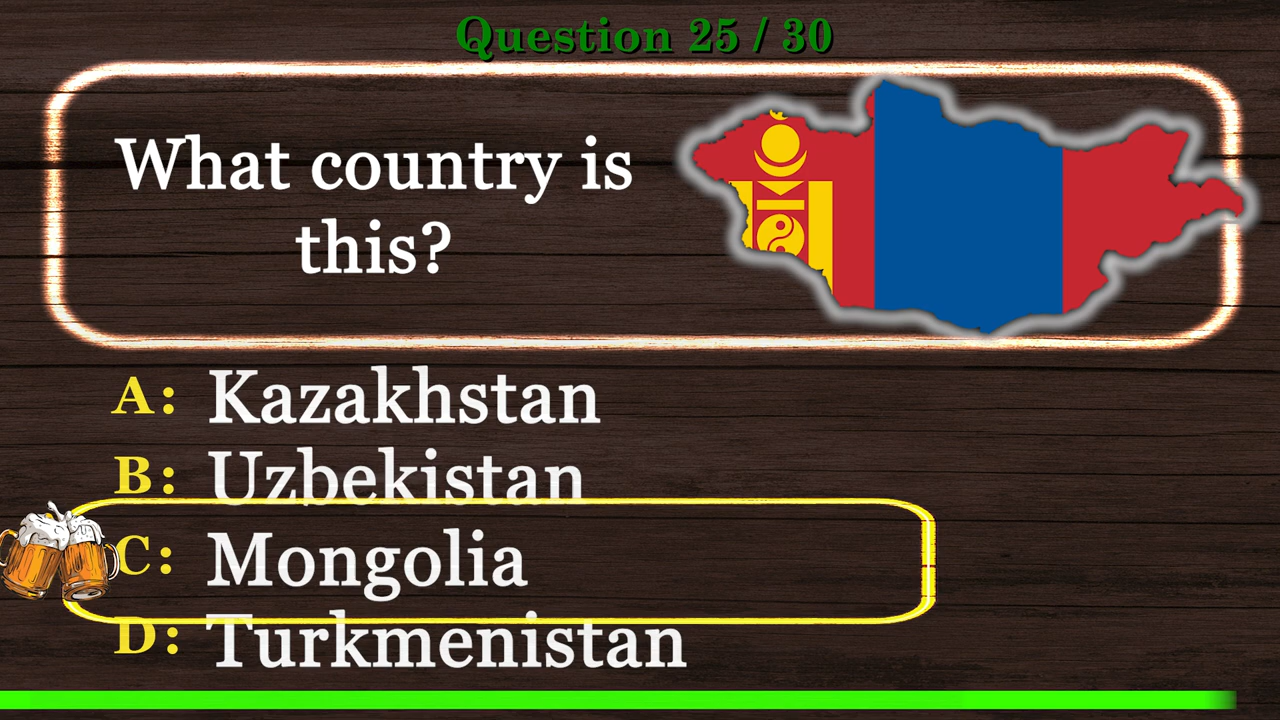 Question 25 / 30
What country is
this?
A: Kazakhstan
B: Uzbekistan
C: Mongolia
D: Turkmenistan